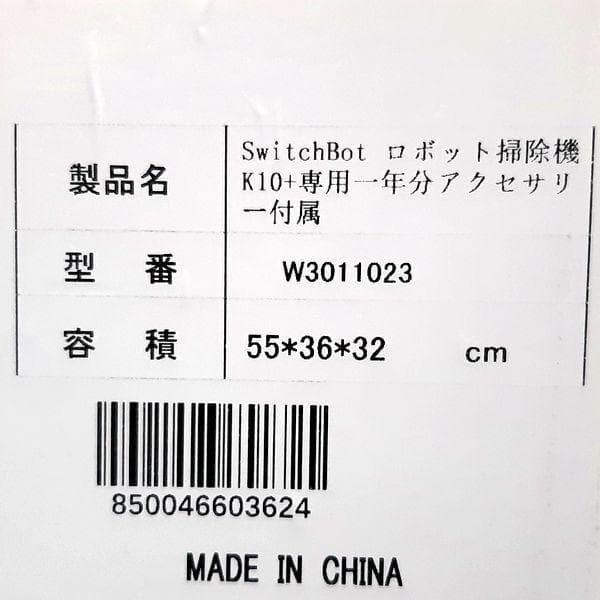 製品名
SwitchBot ロボット掃除機
K10+専用一年分アクセサリ
ー付属
型 番 W3011023
容 積 55*36*32 cm
850046603624
MADE IN CHINA